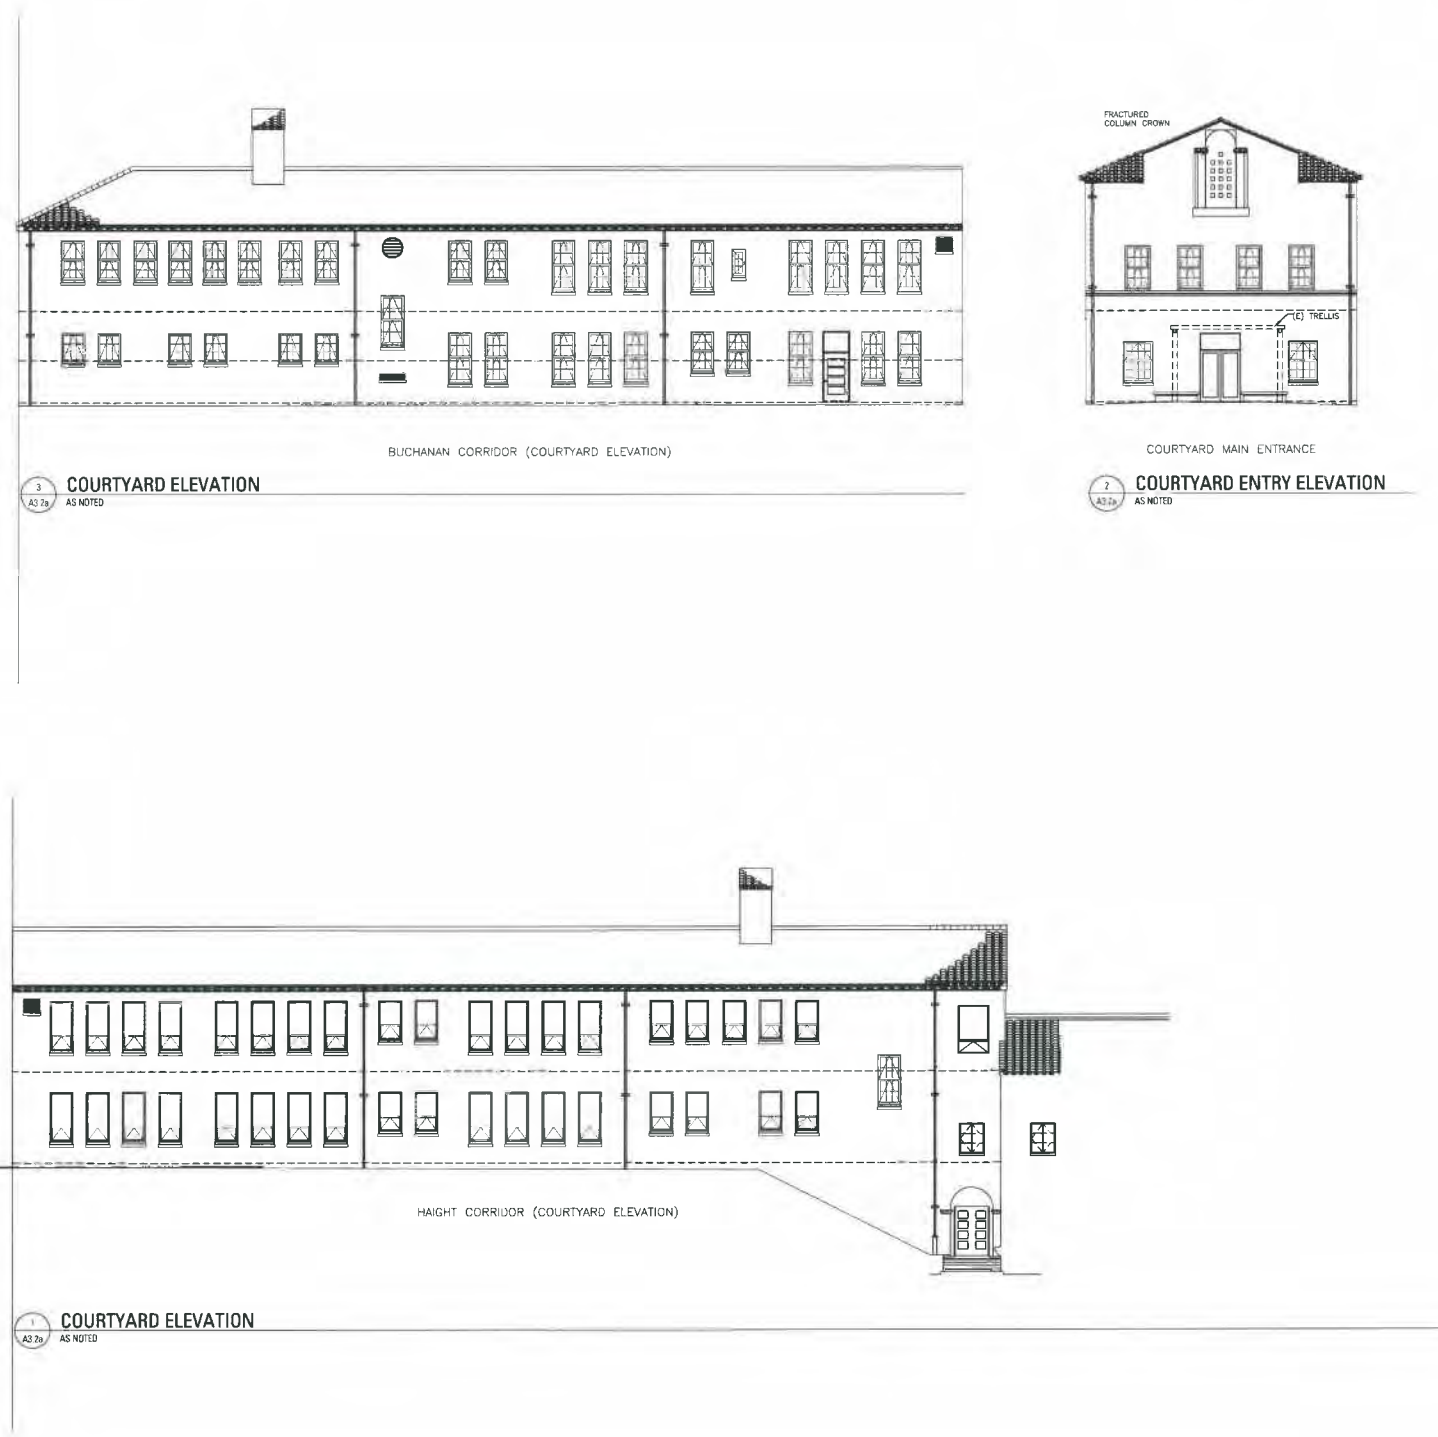 FRACTURED
COLUMN CROWN
(E) TRELLIS
BUCHANAN CORRIDOR (COURTYARD ELEVATION)
COURTYARD MAIN ENTRANCE
3
A3.2a
COURTYARD ELEVATION
AS NOTED
2
A3.2a
COURTYARD ENTRY ELEVATION
AS NOTED
HAIGHT CORRIDOR (COURTYARD ELEVATION)
1
A3.2a
COURTYARD ELEVATION
AS NOTED